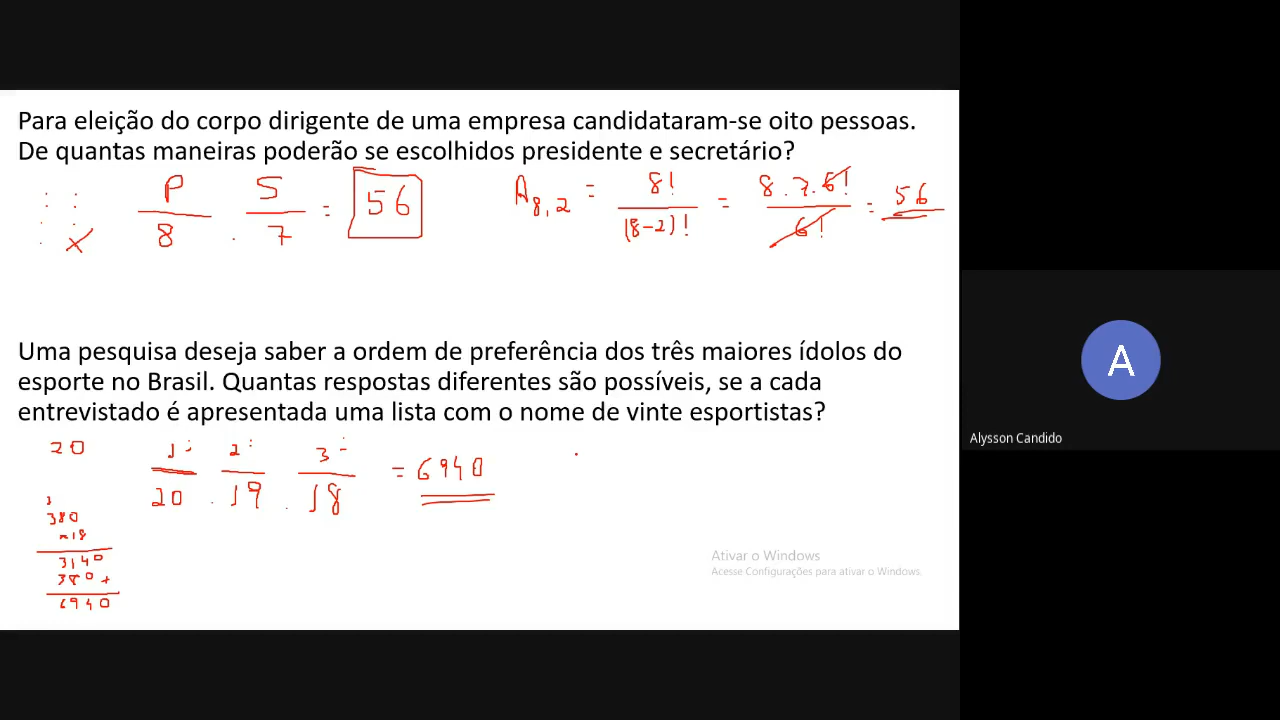 Para eleição do corpo dirigente de uma empresa candidataram-se oito pessoas.
De quantas maneiras poderão se escolhidos presidente e secretário?
P S
8 . 7 = 56
A8,2 = 8! / (8-2)! = 8.7.6! / 6! = 56
Uma pesquisa deseja saber a ordem de preferência dos três maiores ídolos do
esporte no Brasil. Quantas respostas diferentes são possíveis, se a cada
entrevistado é apresentada uma lista com o nome de vinte esportistas?
20
1º 2º 3º
20 . 19 . 18 = 6940
3
380
×18
3140
380+
6940
Ativar o Windows
Acesse Configurações para ativar o Windows.
A
Alysson Candido